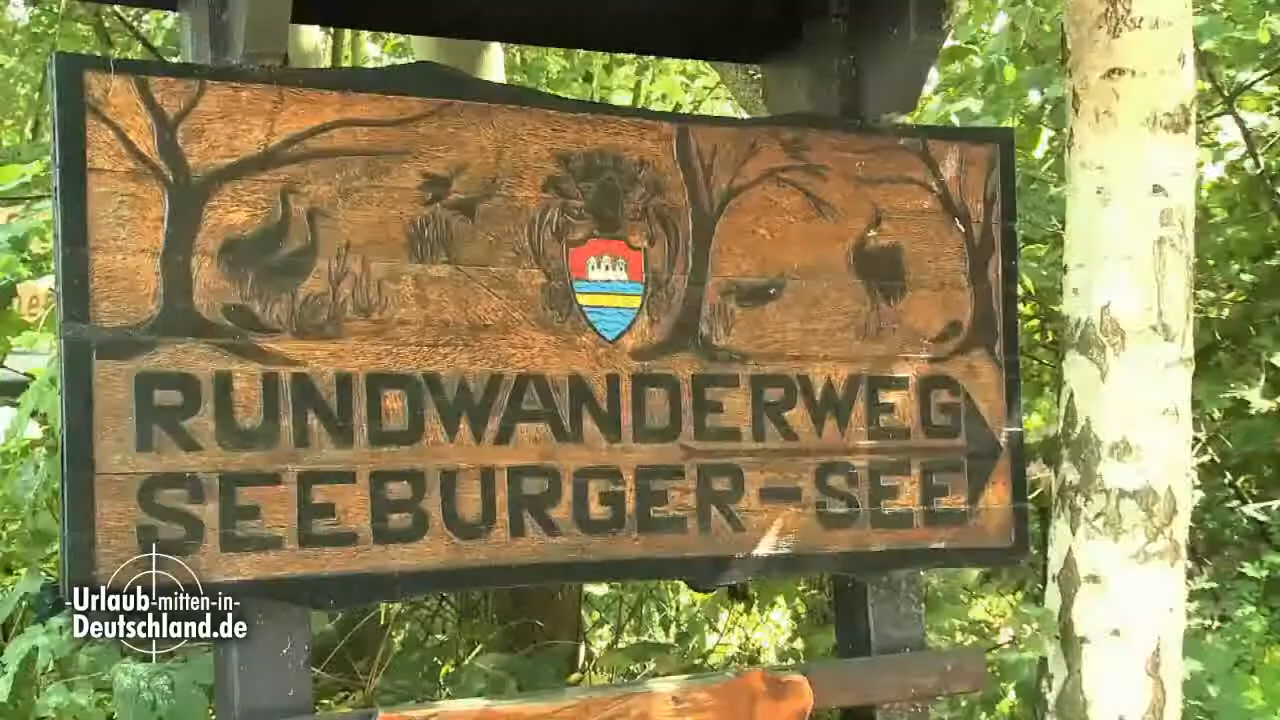 RUNDWANDERWEG
SEEBURGER-SEE
-Urlaub-mitten-in-
Deutschland.de